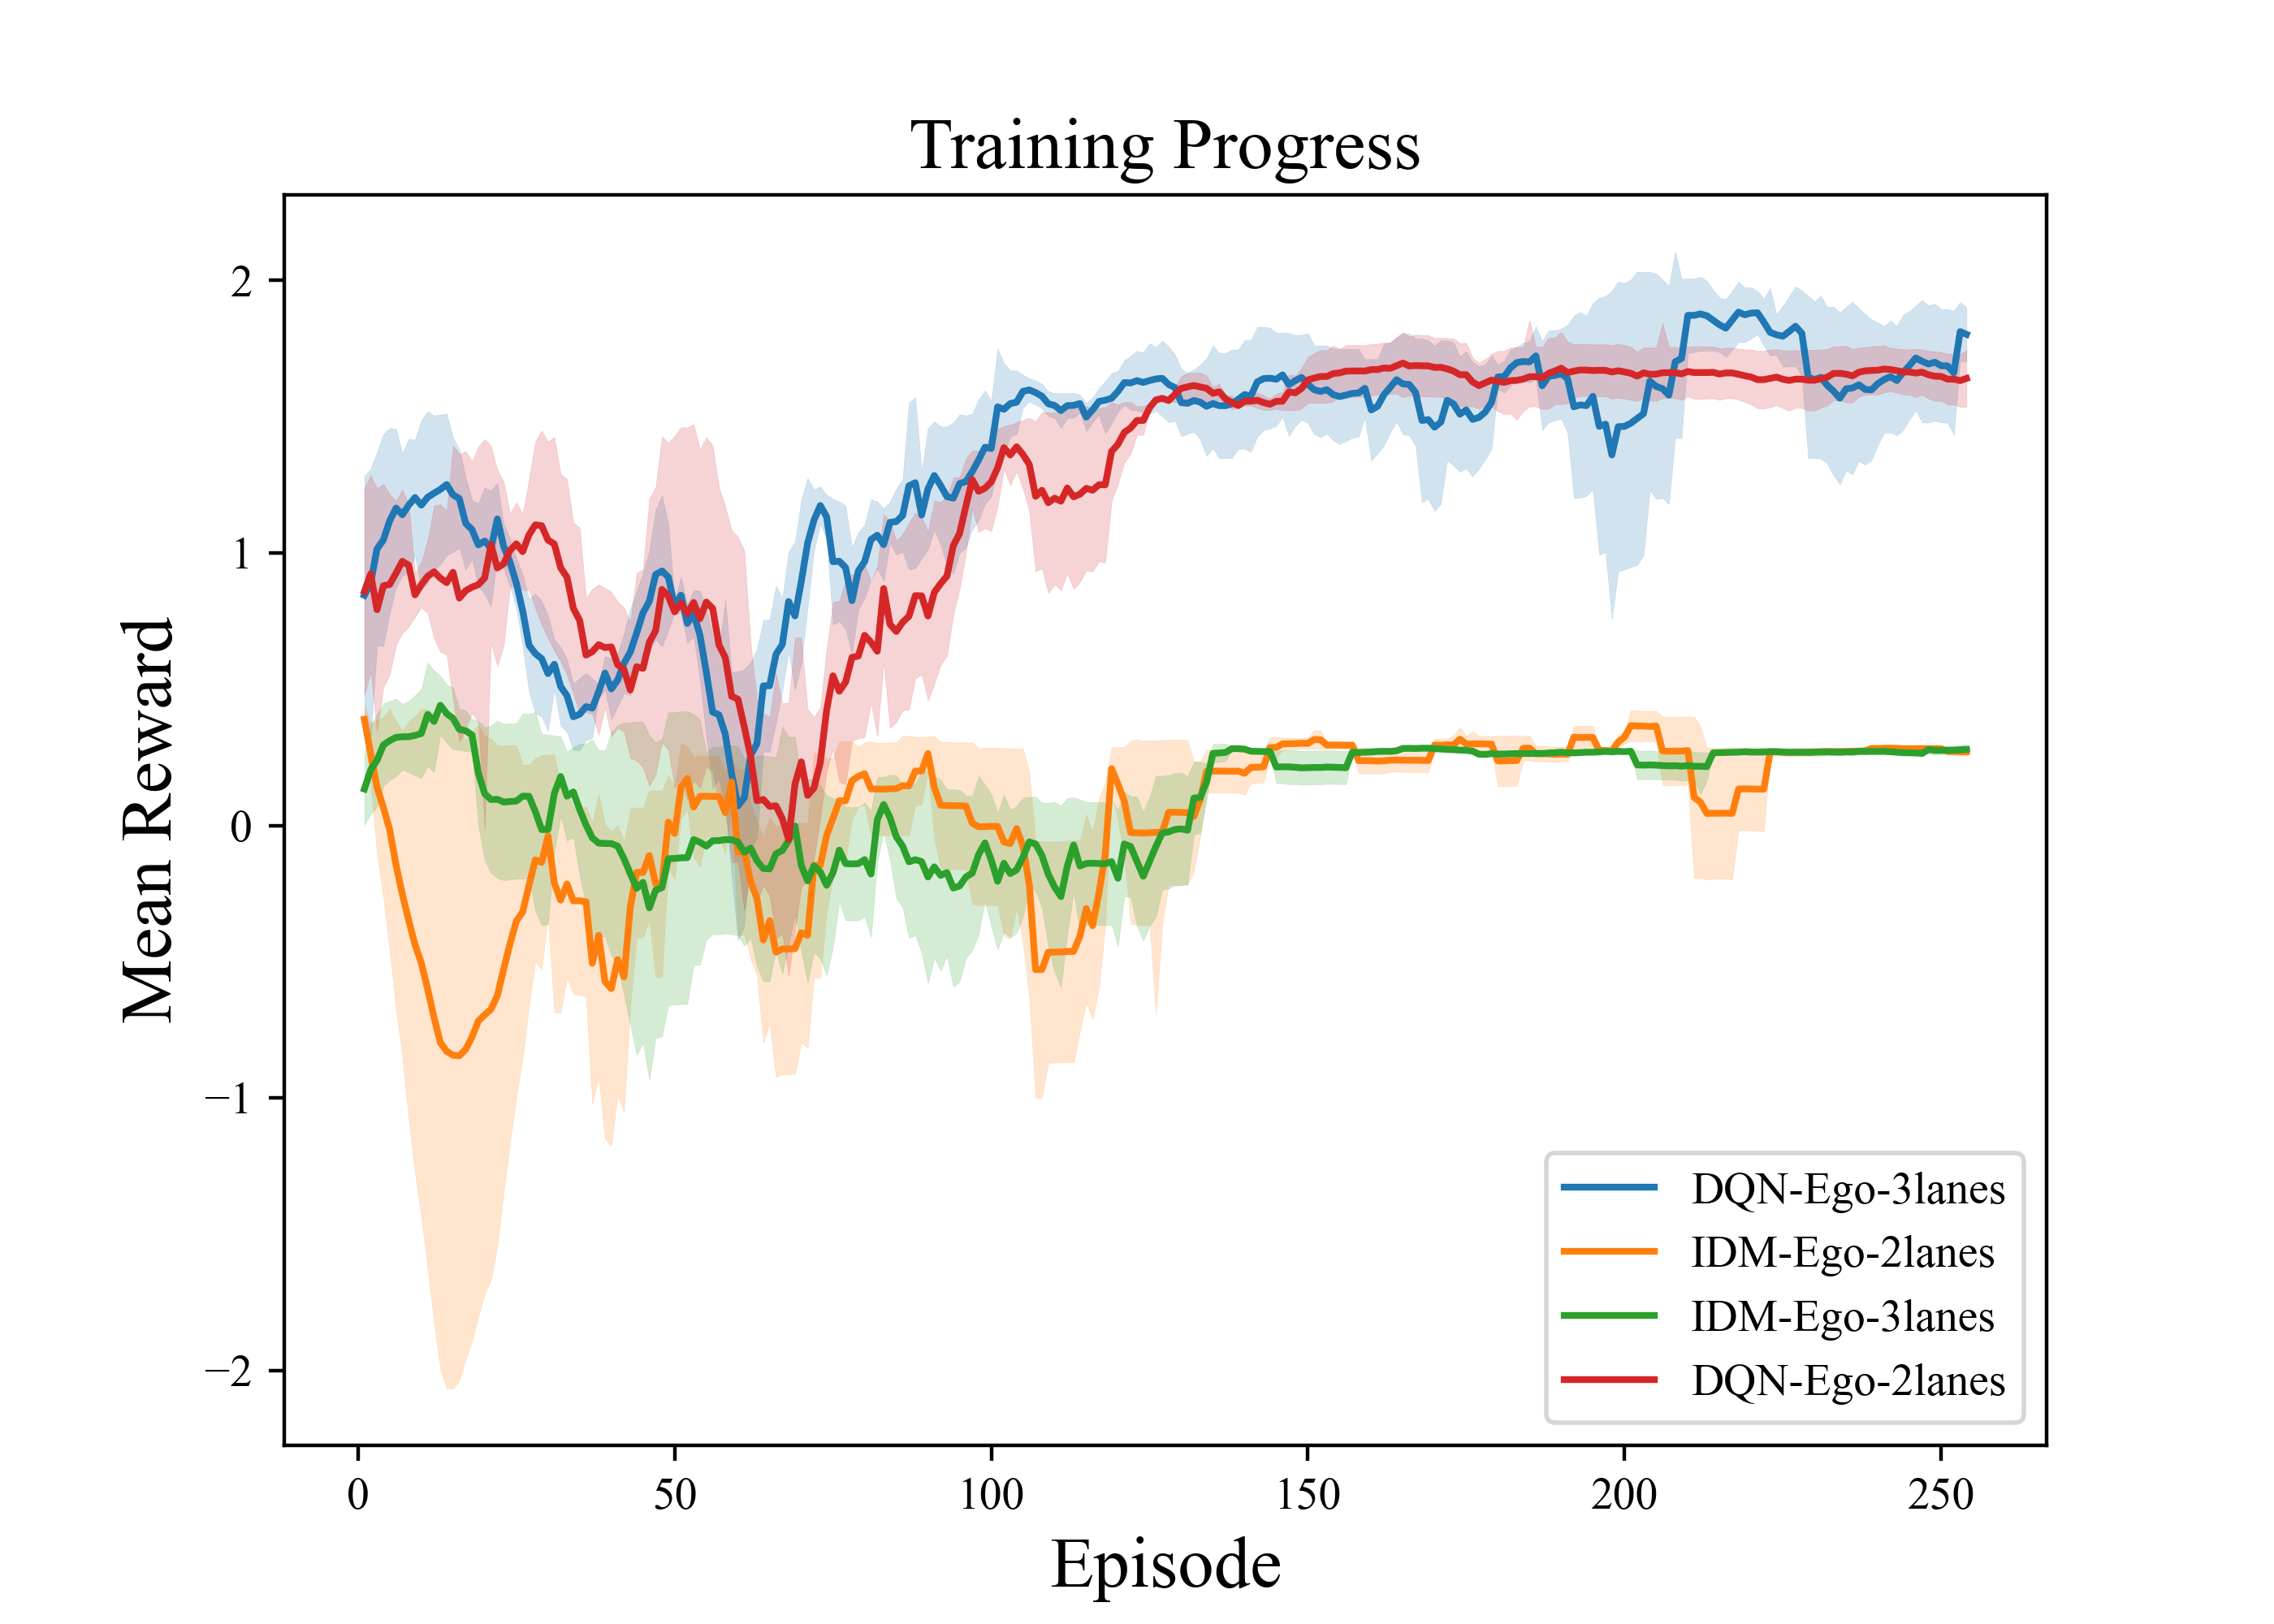 Training Progress
Mean Reward
2
1
0
−1
−2
0 50 100 150 200 250
Episode
DQN-Ego-3lanes
IDM-Ego-2lanes
IDM-Ego-3lanes
DQN-Ego-2lanes